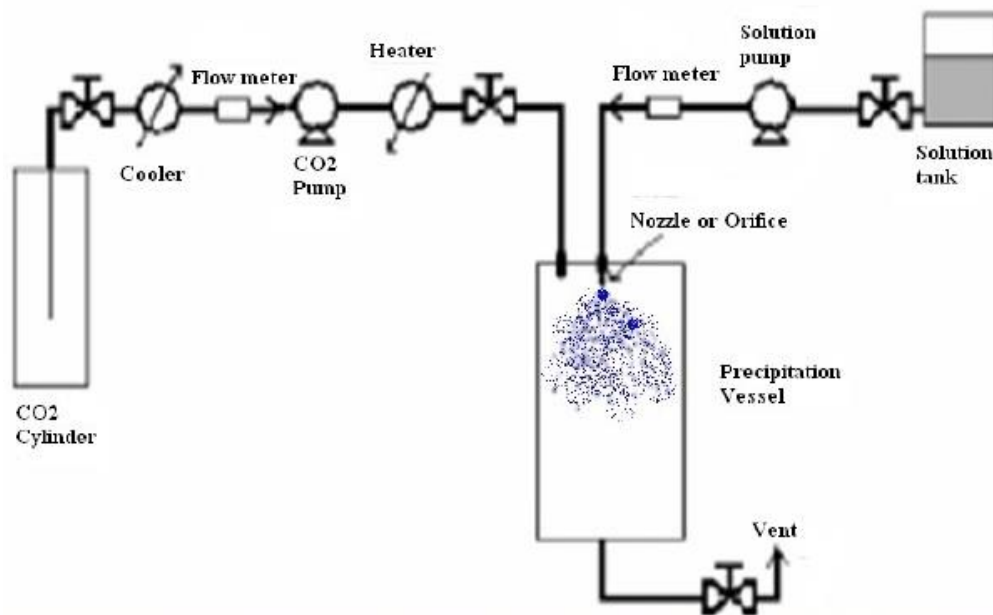 Heater
Solution
pump
Flow meter
Flow meter
Cooler
CO2
Pump
Solution
tank
Nozzle or Orifice
Precipitation
Vessel
CO2
Cylinder
Vent